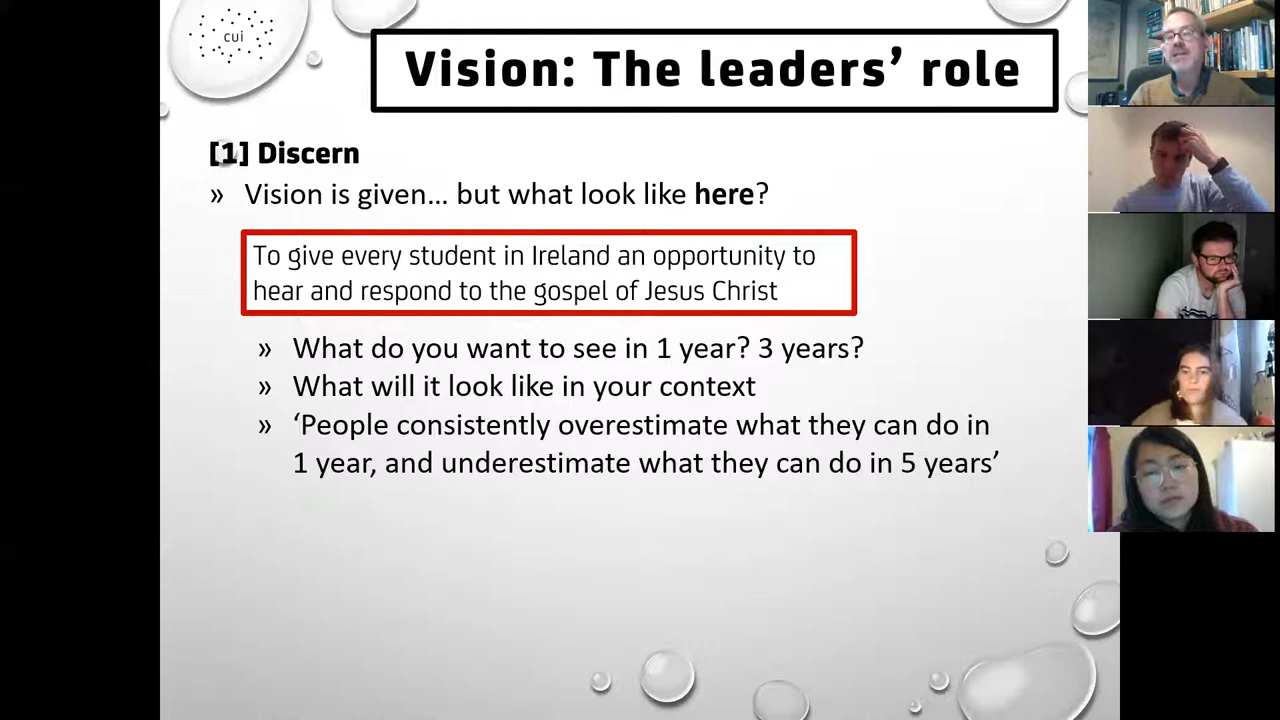 cui
Vision: The leaders’ role
[1] Discern
» Vision is given… but what look like here?
To give every student in Ireland an opportunity to
hear and respond to the gospel of Jesus Christ
» What do you want to see in 1 year? 3 years?
» What will it look like in your context
» ‘People consistently overestimate what they can do in
1 year, and underestimate what they can do in 5 years’